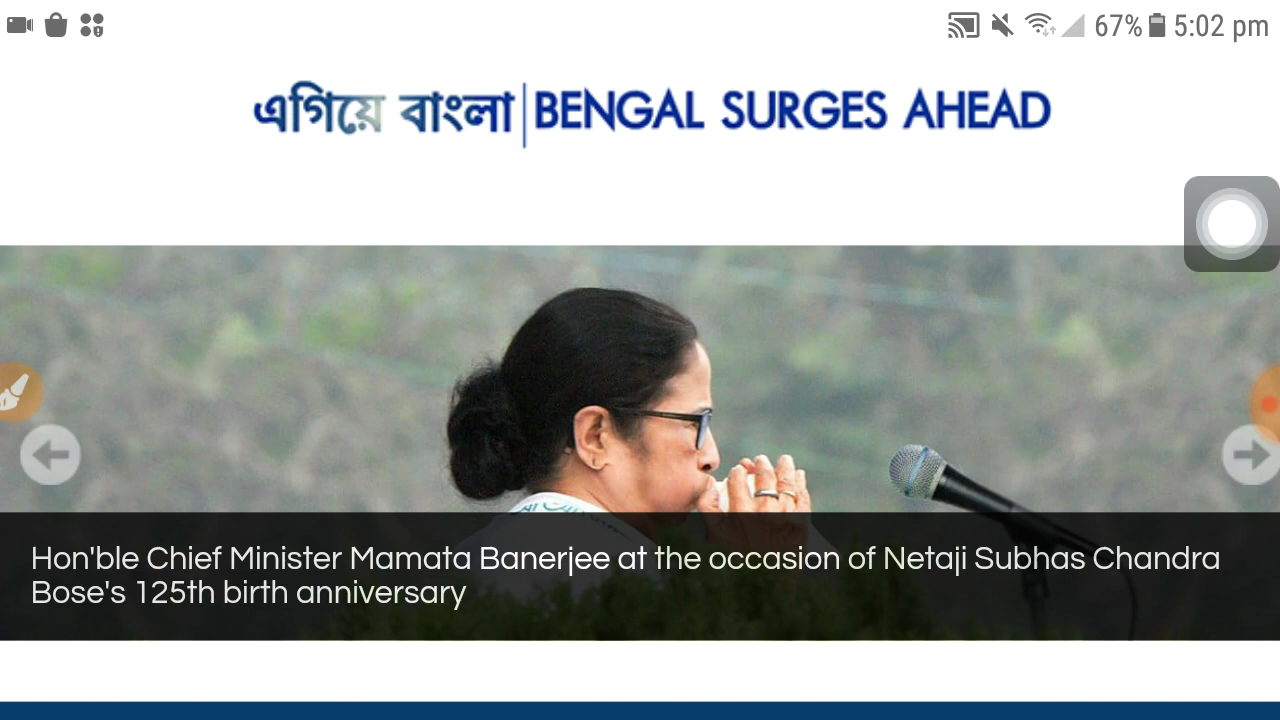 67% 5:02 pm
এগিয়ে বাংলা BENGAL SURGES AHEAD
Hon'ble Chief Minister Mamata Banerjee at the occasion of Netaji Subhas Chandra
Bose's 125th birth anniversary